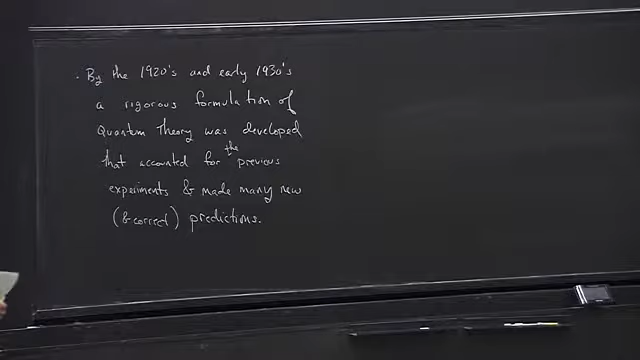 · By the 1920's and early 1930's
a rigorous formulation of
Quantum Theory was developed
that accounted for the previous
experiments & made many new
(& correct) predictions.